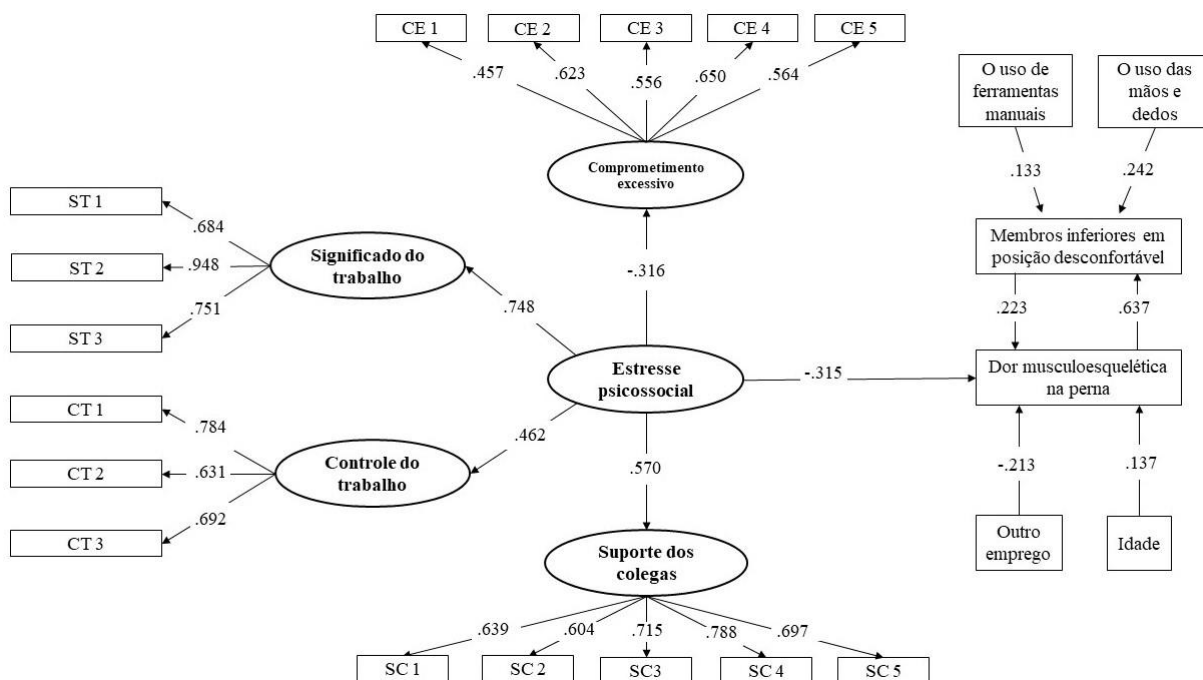 CE 1
CE 2
CE 3
CE 4
CE 5
.457
.623
.556
.650
.564
O uso de
ferramentas
manuais
O uso das
mãos e
dedos
.133
.242
Comprometimento
excessivo
ST 1
ST 2
ST 3
.684
.948
.751
Significado do
trabalho
-.316
.748
Membros inferiores em
posição desconfortável
.223
.637
Estresse
psicossocial
-.315
Dor musculoesquelética
na perna
CT 1
CT 2
CT 3
.784
.631
.692
Controle do
trabalho
.462
.570
-.213
.137
Outro
emprego
Idade
Suporte dos
colegas
.639
.604
.715
.788
.697
SC 1
SC 2
SC3
SC 4
SC 5